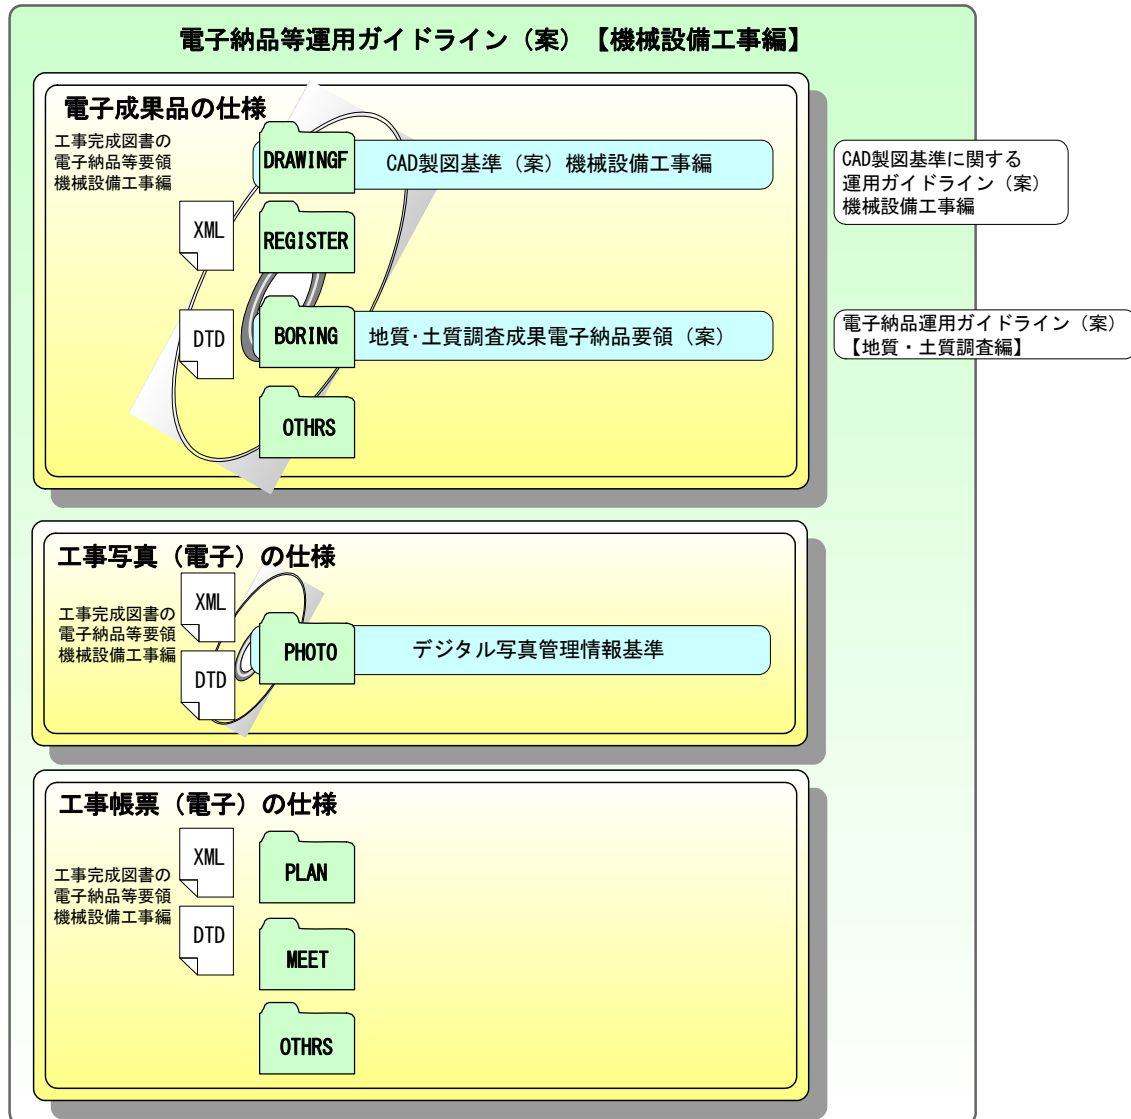 電子納品等運用ガイドライン（案）【機械設備工事編】
電子成果品の仕様
工事完成図書の
電子納品等要領
機械設備工事編
DRAWINGF
CAD製図基準（案）機械設備工事編
CAD製図基準に関する
運用ガイドライン（案）
機械設備工事編
XML
REGISTER
DTD
BORING
地質･土質調査成果電子納品要領（案）
電子納品運用ガイドライン（案）
【地質・土質調査編】
OTHRS
工事写真（電子）の仕様
工事完成図書の
電子納品等要領
機械設備工事編
XML
DTD
PHOTO
デジタル写真管理情報基準
工事帳票（電子）の仕様
工事完成図書の
電子納品等要領
機械設備工事編
XML
PLAN
DTD
MEET
OTHRS